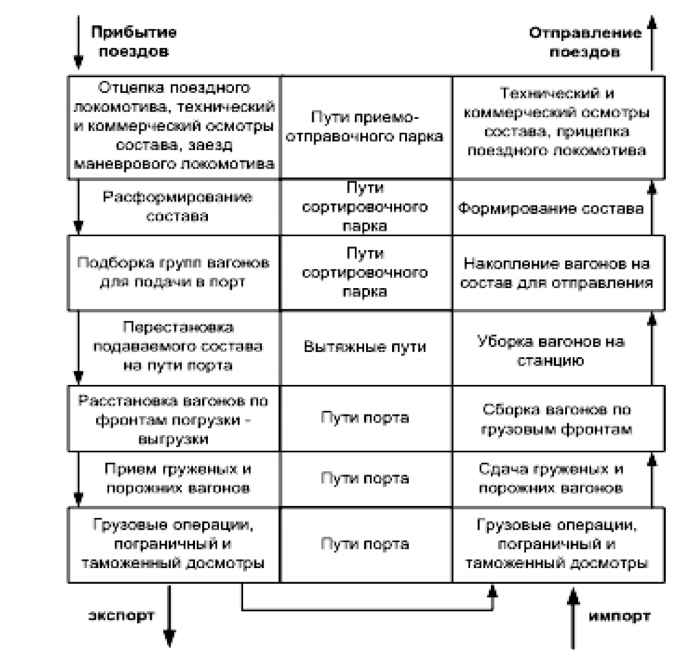 Прибытие
поездов
Отправление
поездов
Отцепка поездного
локомотива, технический
и коммерческий осмотры
состава, заезд
маневрового локомотива
Пути приемо-
отправочного парка
Технический и
коммерческий осмотры
состава, прицепка
поездного локомотива
Расформирование
состава
Пути
сортировочного
парка
Формирование состава
Подборка групп вагонов
для подачи в порт
Пути
сортировочного
парка
Накопление вагонов на
состав для отправления
Перестановка
подаваемого состава
на пути порта
Вытяжные пути
Уборка вагонов на
станцию
Расстановка вагонов по
фронтам погрузки -
выгрузки
Пути порта
Сборка вагонов по
грузовым фронтам
Прием груженых и
порожних вагонов
Пути порта
Сдача груженых и
порожних вагонов
Грузовые операции,
пограничный и
таможенный досмотры
Пути порта
Грузовые операции,
пограничный и
таможенный досмотры
экспорт
импорт